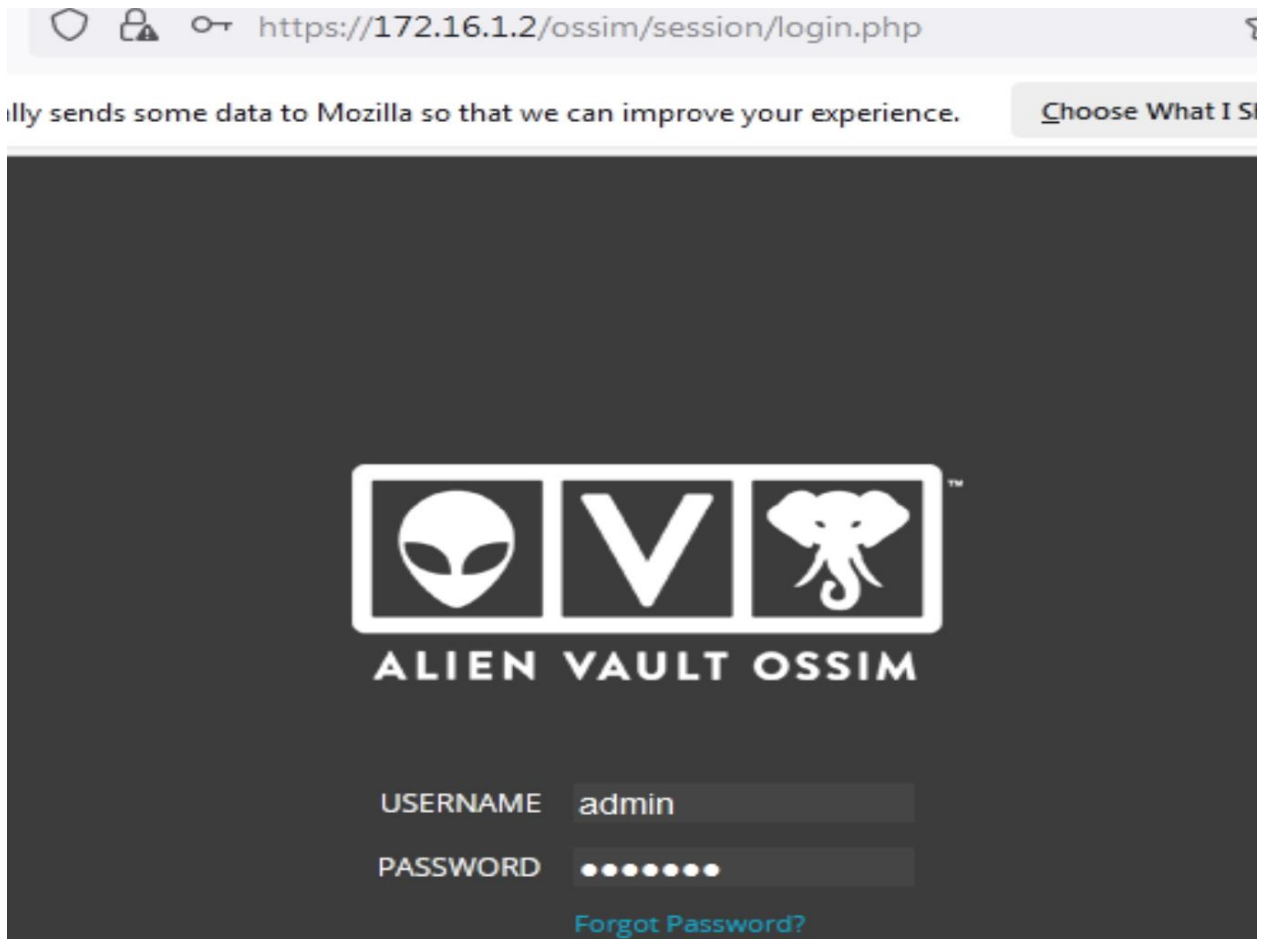 https://172.16.1.2/ossim/session/login.php
lly sends some data to Mozilla so that we can improve your experience.
Choose What I S
V
™
ALIEN VAULT OSSIM
USERNAME admin
PASSWORD •••••••
Forgot Password?